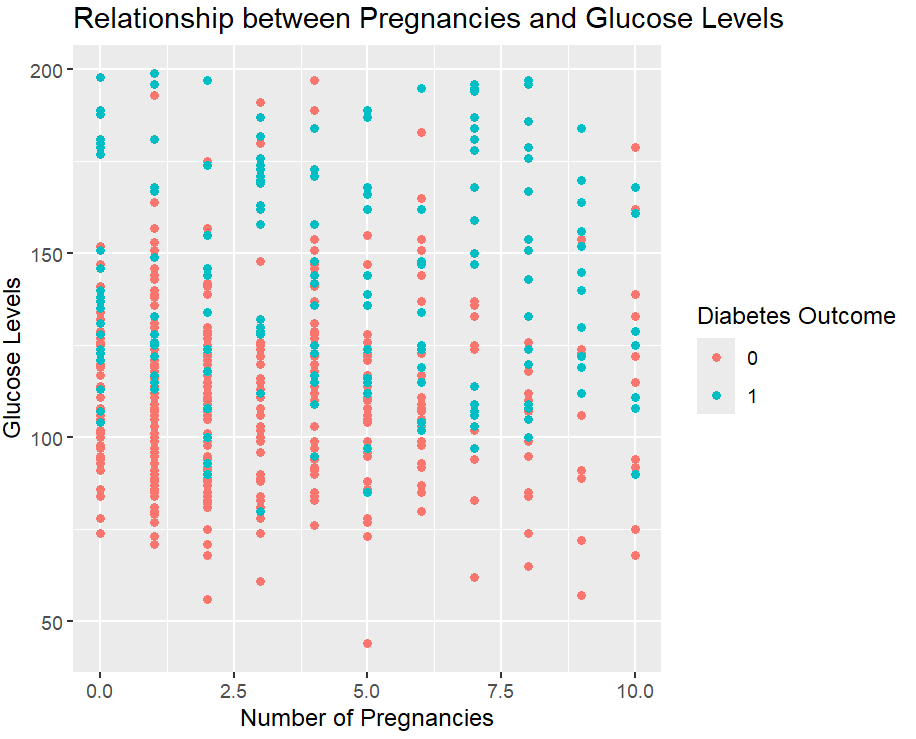 Relationship between Pregnancies and Glucose Levels
200
150
100
50
Glucose Levels
0.0 2.5 5.0 7.5 10.0
Number of Pregnancies
Diabetes Outcome
0
1